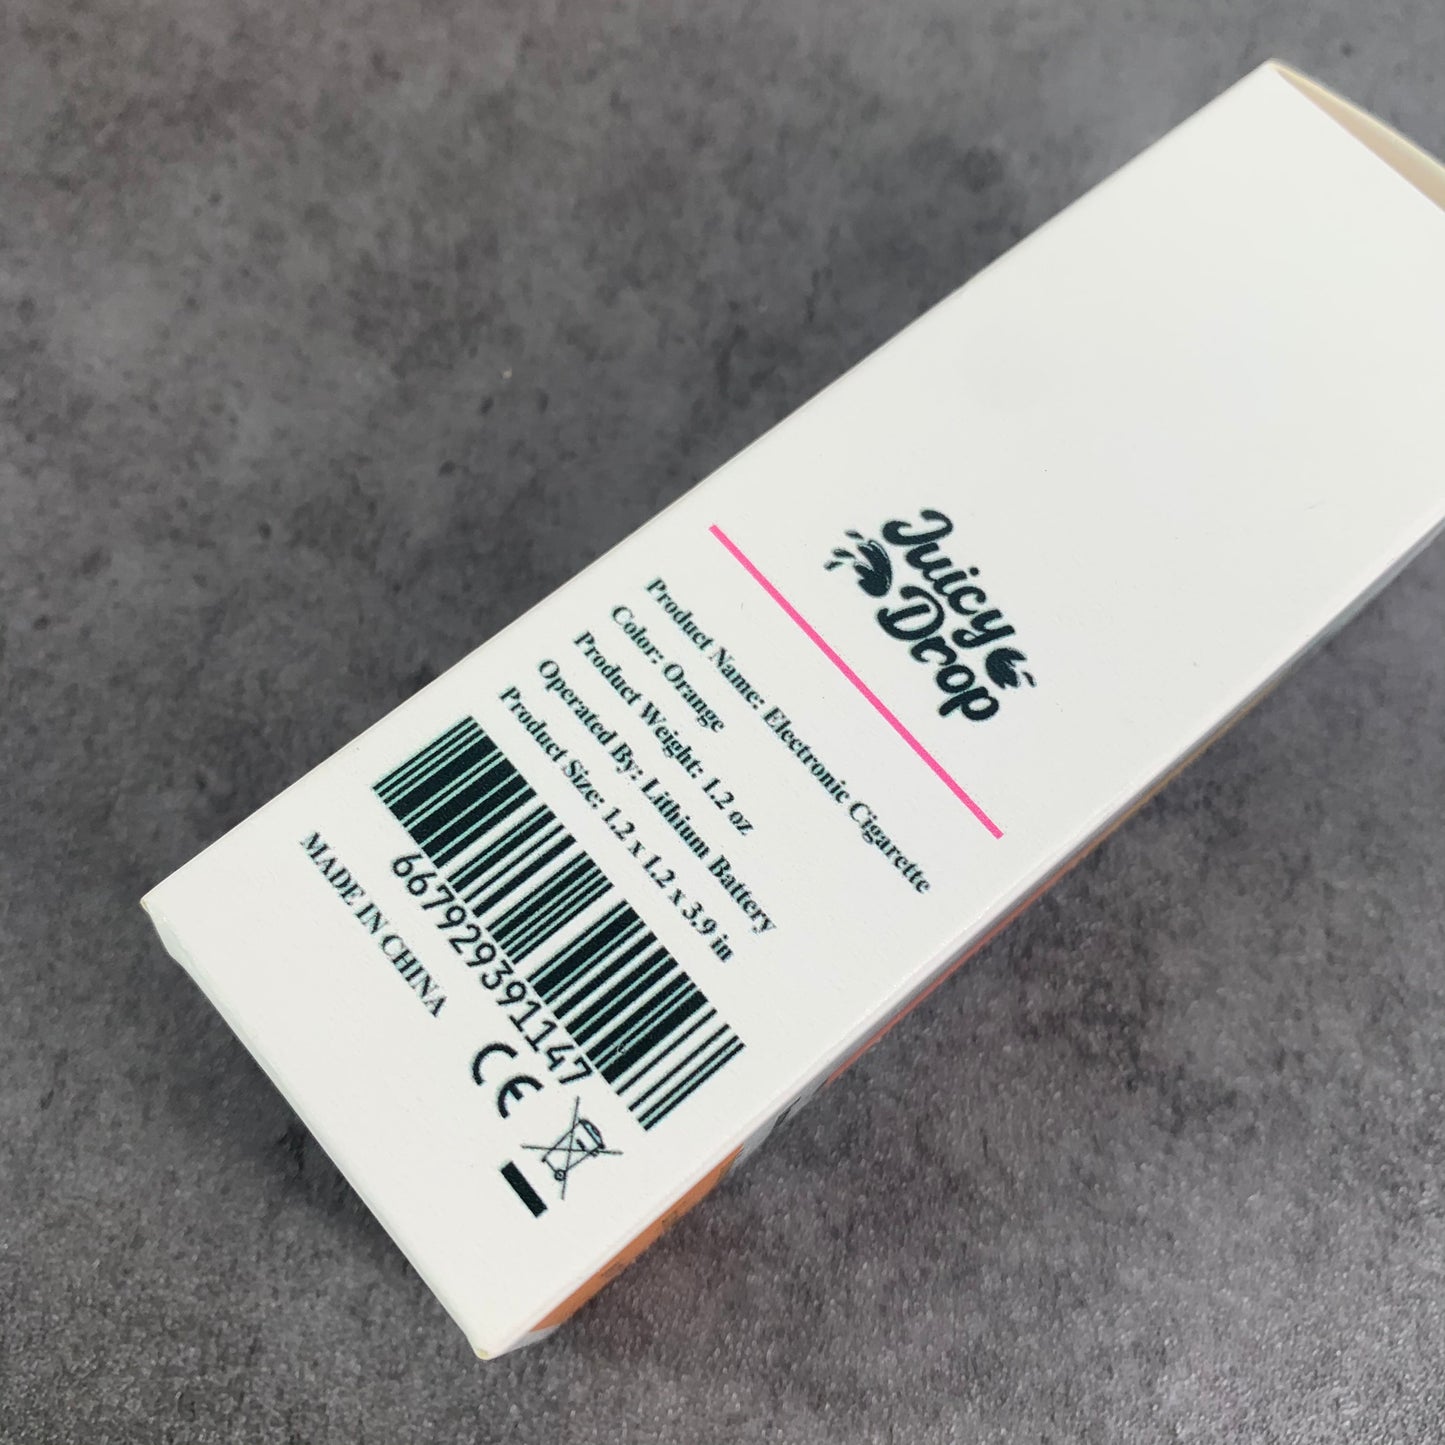 Juicy
Drop
Product Name: Electronic Cigarette
Color: Orange
Product Weight: 1.2 oz
Operated By: Lithium Battery
Product Size: 1.2 x 1.2 x 3.9 in
6679293911147
MADE IN CHINA
CE